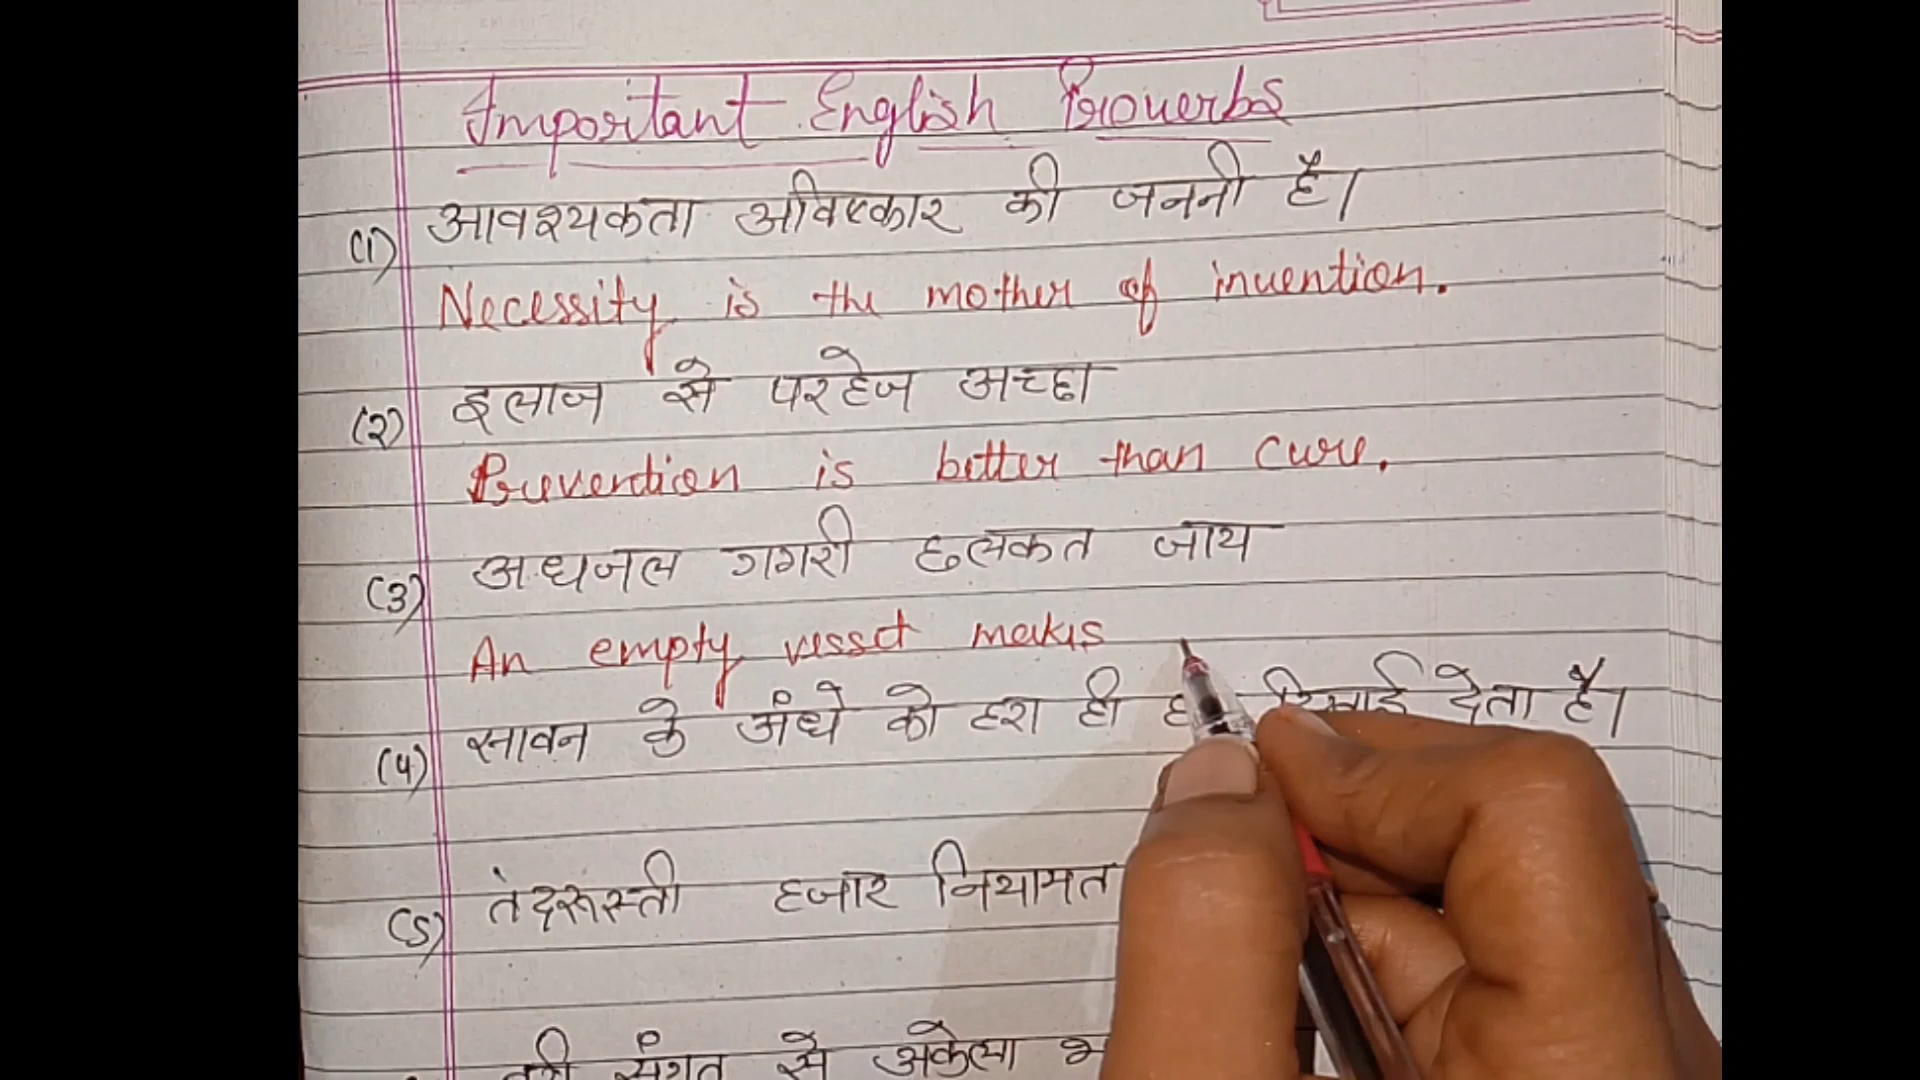 Important English Proverbs
(1) आवश्यकता अविष्कार की जननी है।
Necessity is the mother of invention.
(2) इलाज से परहेज अच्छा
Prevention is better than cure.
(3) अधजल गगरी छलकत जाय
An empty vessel makes
(4) सावन के अंधे को हरा ही दिखाई देता है।
(5) तंदरूस्ती हजार नियामत
संगत से अकेला